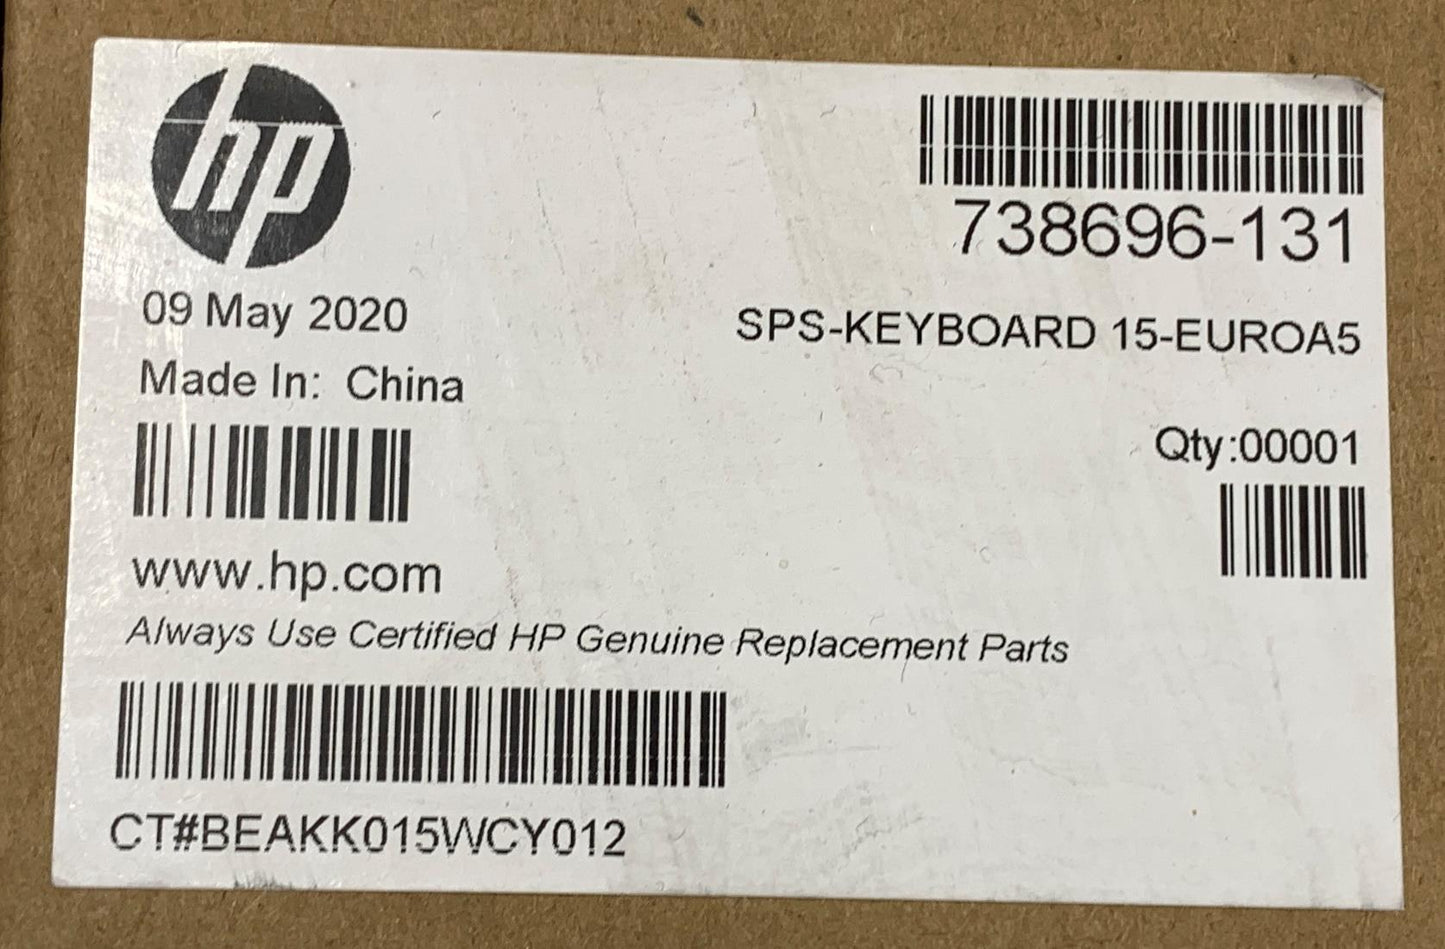 hp
738696-131
09 May 2020
SPS-KEYBOARD 15-EUROA5
Made In: China
Qty:00001
www.hp.com
Always Use Certified HP Genuine Replacement Parts
CT#BEAKK015WCY012